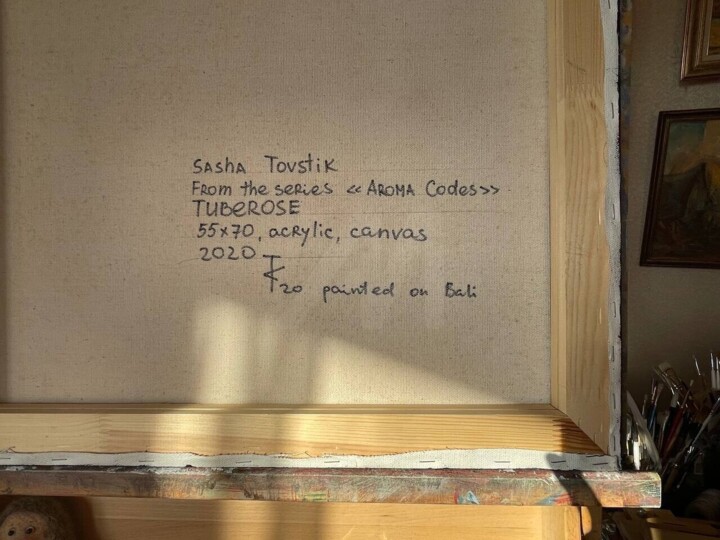 Sasha Tovstik
From the series «Aroma Codes»
TUBEROSE
55x70, acrylic, canvas
2020
20 painted on Bali